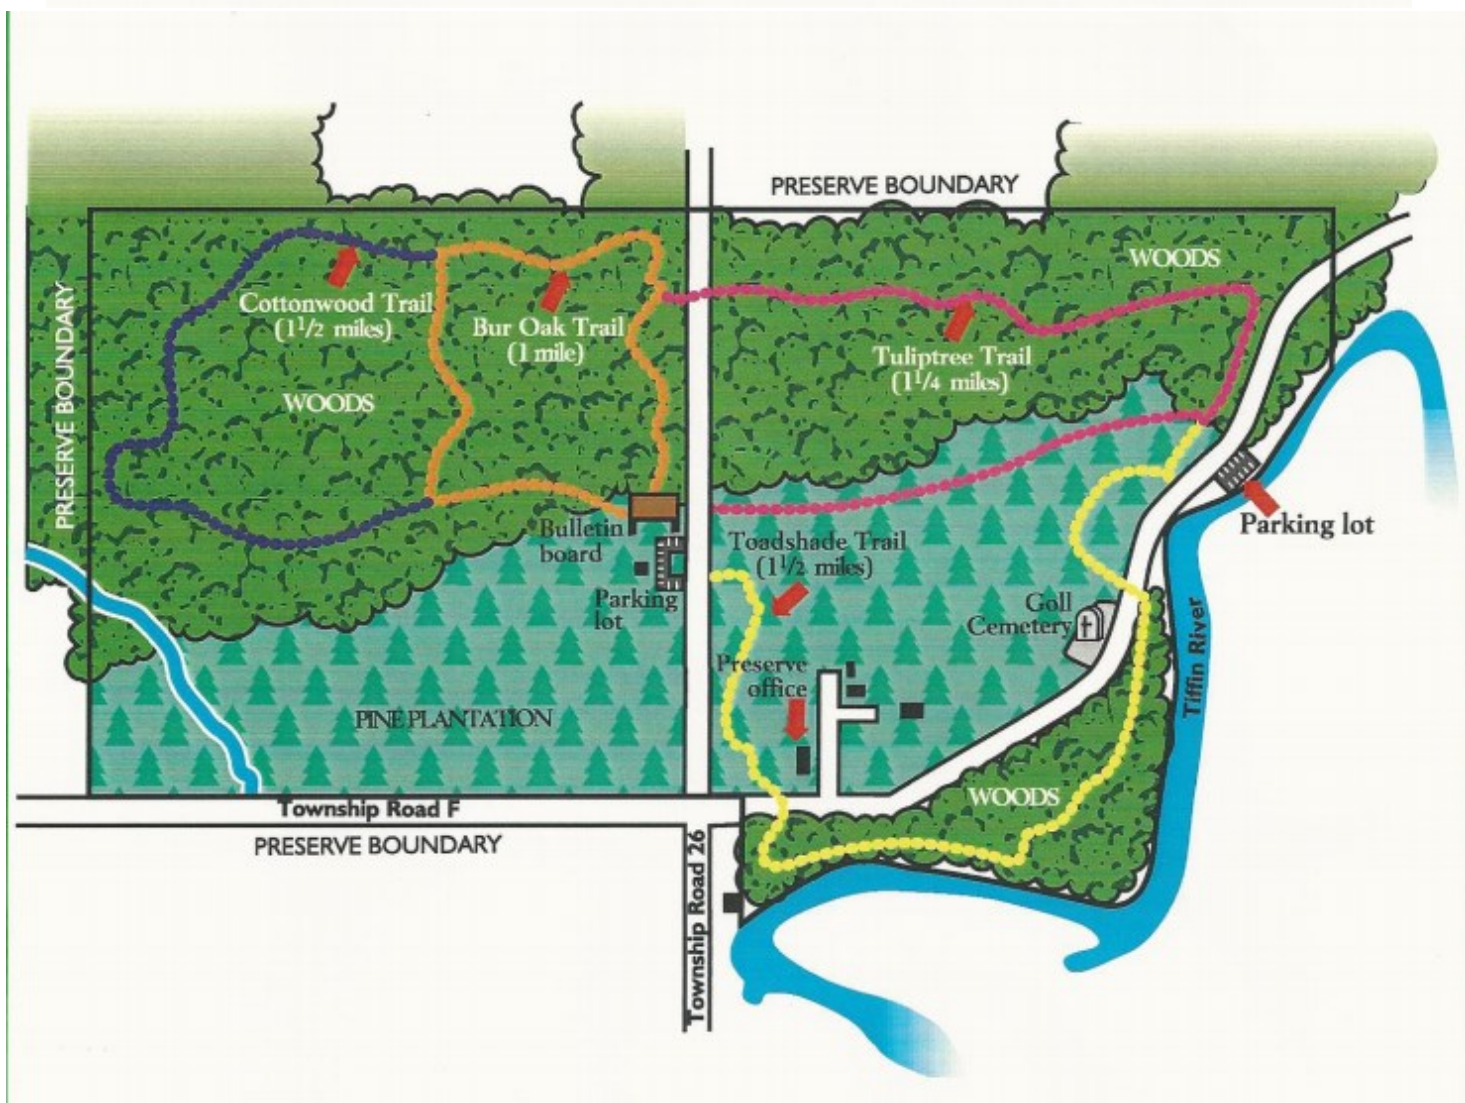 PRESERVE BOUNDARY
WOODS
Cottonwood Trail
(1 1/2 miles)
Bur Oak Trail
(1 mile)
Tuliptree Trail
(1 1/4 miles)
WOODS
PRESERVE BOUNDARY
Bulletin
board
Parking
lot
Toadshade Trail
(1 1/2 miles)
Parking lot
Goll
Cemetery
Preserve
office
Tiffin River
PINE PLANTATION
WOODS
Township Road F
PRESERVE BOUNDARY
Township Road 26